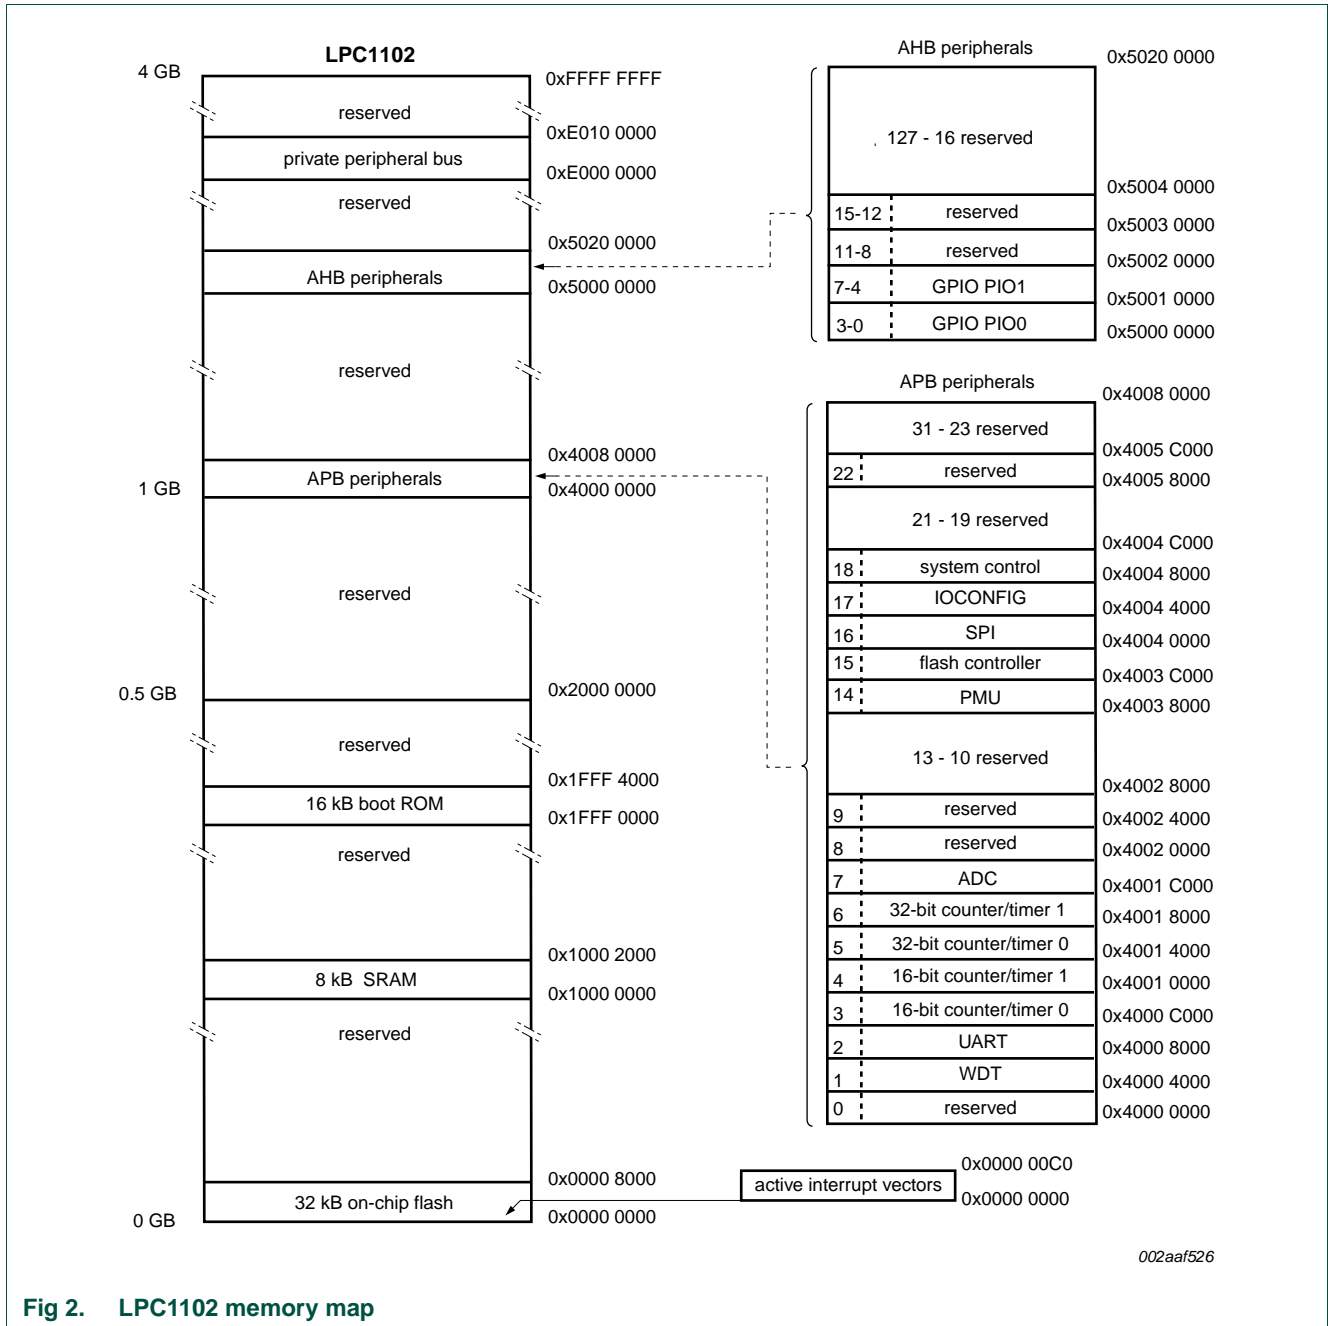 LPC1102
4 GB
0xFFFF FFFF
reserved
0xE010 0000
private peripheral bus
0xE000 0000
reserved
0x5020 0000
AHB peripherals
0x5000 0000
reserved
0x4008 0000
APB peripherals
1 GB
0x4000 0000
reserved
0x2000 0000
0.5 GB
reserved
0x1FFF 4000
16 kB boot ROM
0x1FFF 0000
reserved
0x1000 2000
8 kB SRAM
0x1000 0000
reserved
0x0000 8000
32 kB on-chip flash
0 GB
0x0000 0000
AHB peripherals
0x5020 0000
127 - 16 reserved
0x5004 0000
15-12 reserved
0x5003 0000
11-8 reserved
0x5002 0000
7-4 GPIO PIO1
0x5001 0000
3-0 GPIO PIO0
0x5000 0000
APB peripherals
0x4008 0000
31 - 23 reserved
0x4005 C000
22 reserved
0x4005 8000
21 - 19 reserved
0x4004 C000
18 system control
0x4004 8000
17 IOCONFIG
0x4004 4000
16 SPI
0x4004 0000
15 flash controller
0x4003 C000
14 PMU
0x4003 8000
13 - 10 reserved
0x4002 8000
9 reserved
0x4002 4000
8 reserved
0x4002 0000
7 ADC
0x4001 C000
6 32-bit counter/timer 1
0x4001 8000
5 32-bit counter/timer 0
0x4001 4000
4 16-bit counter/timer 1
0x4001 0000
3 16-bit counter/timer 0
0x4000 C000
2 UART
0x4000 8000
1 WDT
0x4000 4000
0 reserved
0x4000 0000
0x0000 00C0
active interrupt vectors
0x0000 0000
002aaf526
Fig 2. LPC1102 memory map